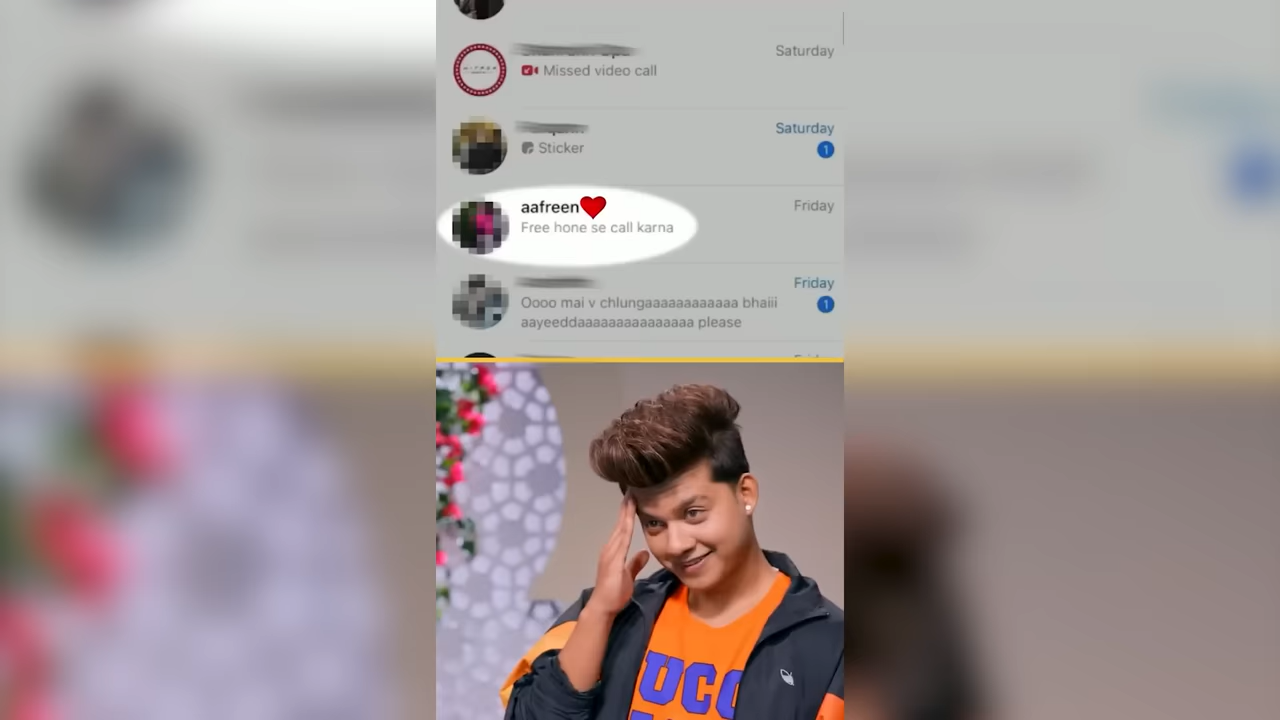 Saturday
Missed video call
Saturday
Sticker
1
aafreen❤️
Friday
Free hone se call karna
Friday
Oooo mai v chlungaaaaaaaaaaaa bhaiii
1
aayeeddaaaaaaaaaaaaaaa please
UCC